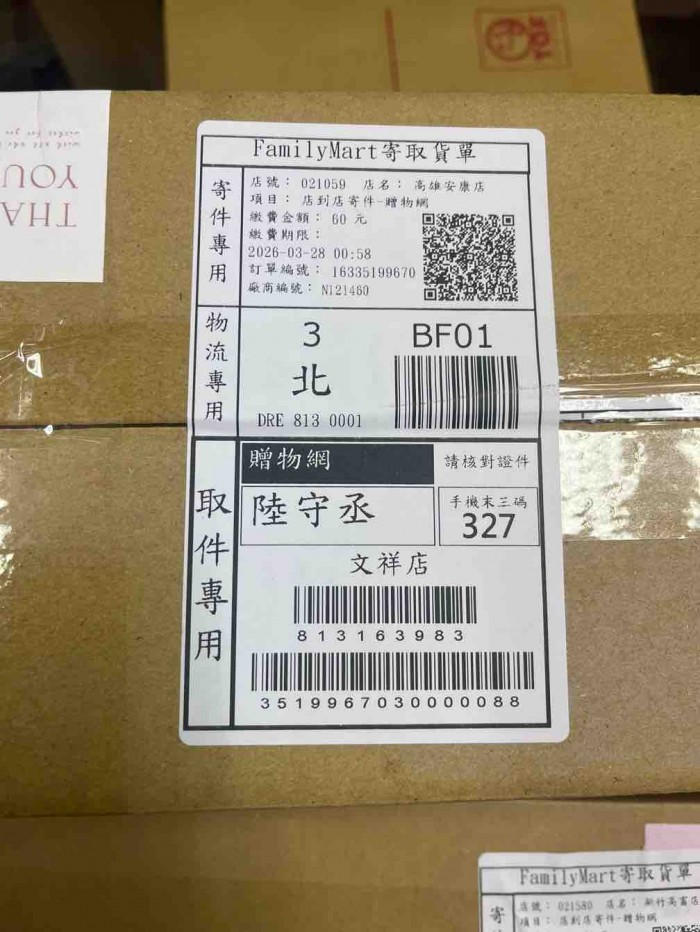 THA
YOU
FamilyMart寄取貨單
寄件專用
店號： 021059 店名： 高雄安康店
項目： 店到店寄件-贈物網
繳費金額： 60 元
繳費期限：
2026-03-28 00:58
訂單編號： 16335199670
廠商編號： N121460
物流專用
3
北
DRE 813 0001
BF01
取件專用
贈物網
請核對證件
陸守丞
手機末三碼
327
文祥店
813163983
3519967030000088
FamilyMart寄取貨單
寄
店號： 021580 店名： 新竹高富店
項目： 店到店寄件-贈物網